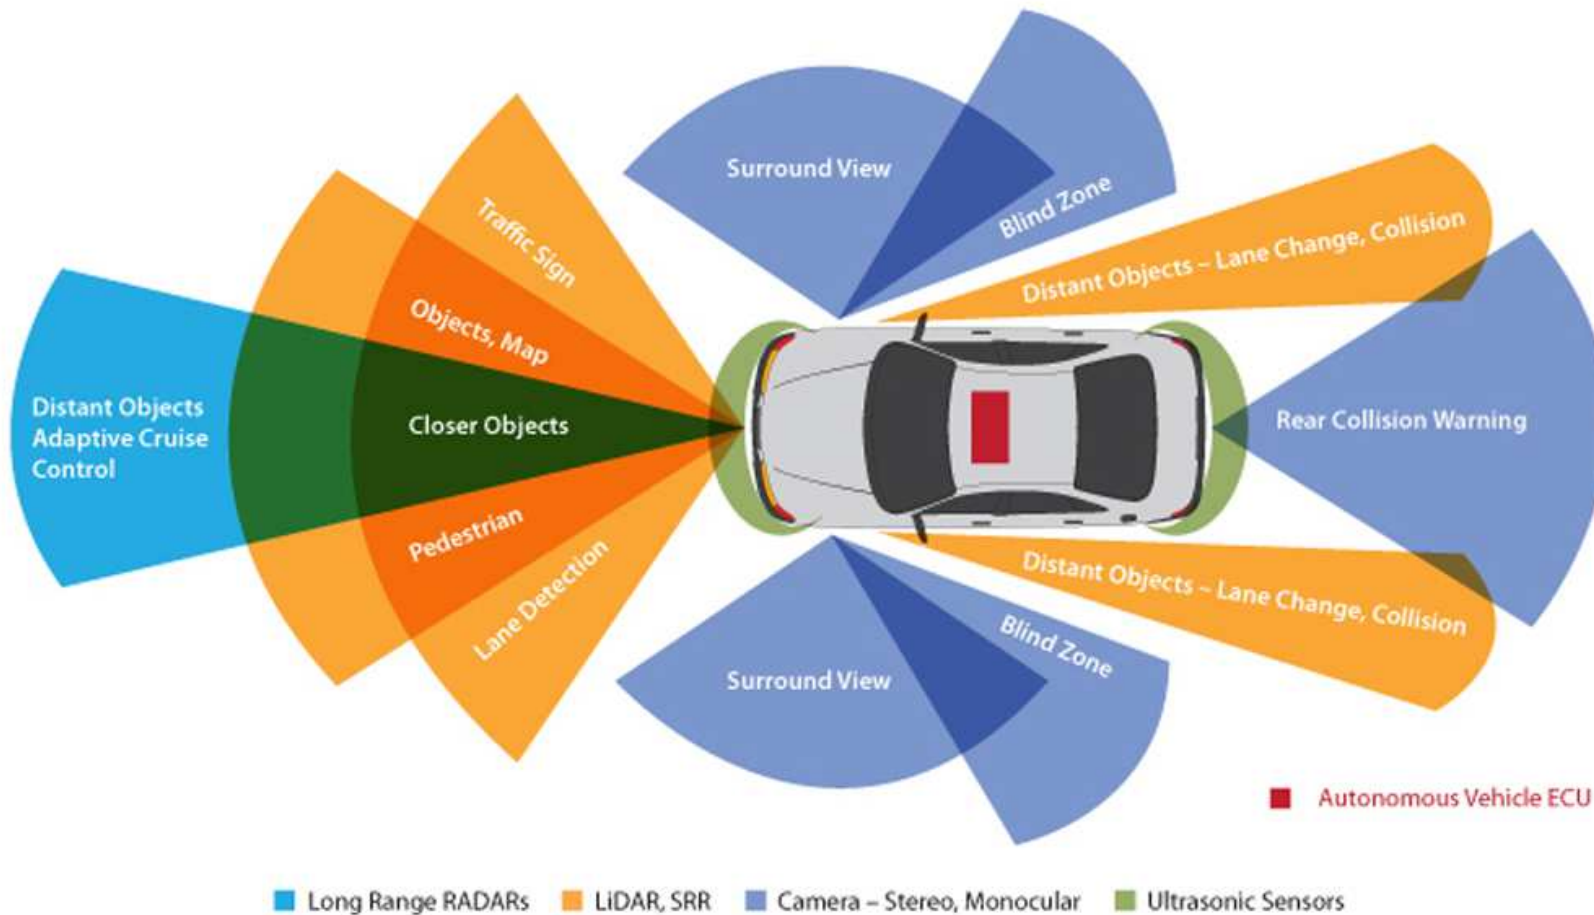 Surround View
Blind Zone
Traffic Sign
Distant Objects – Lane Change, Collision
Objects, Map
Distant Objects
Adaptive Cruise
Control
Closer Objects
Rear Collision Warning
Pedestrian
Lane Detection
Distant Objects – Lane Change, Collision
Blind Zone
Surround View
Autonomous Vehicle ECU
Long Range RADARs
LiDAR, SRR
Camera – Stereo, Monocular
Ultrasonic Sensors